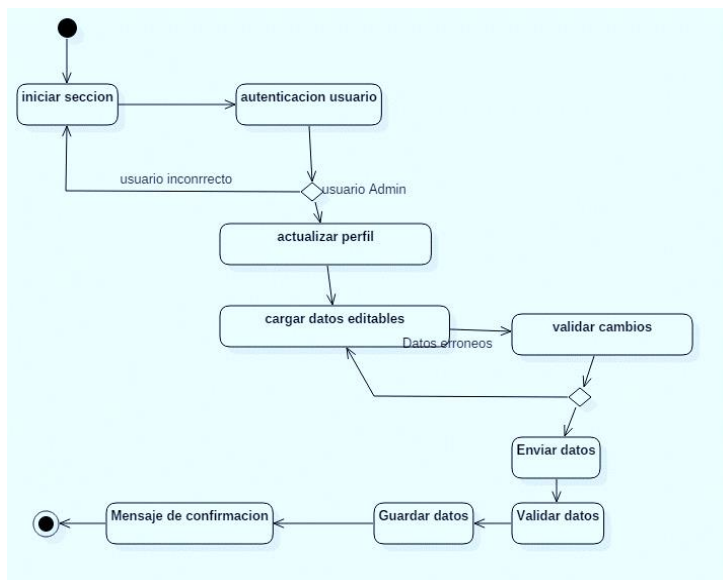 iniciar seccion
autenticacion usuario
usuario inconrrecto
usuario Admin
actualizar perfil
cargar datos editables
validar cambios
Datos erroneos
Enviar datos
Mensaje de confirmacion
Guardar datos
Validar datos